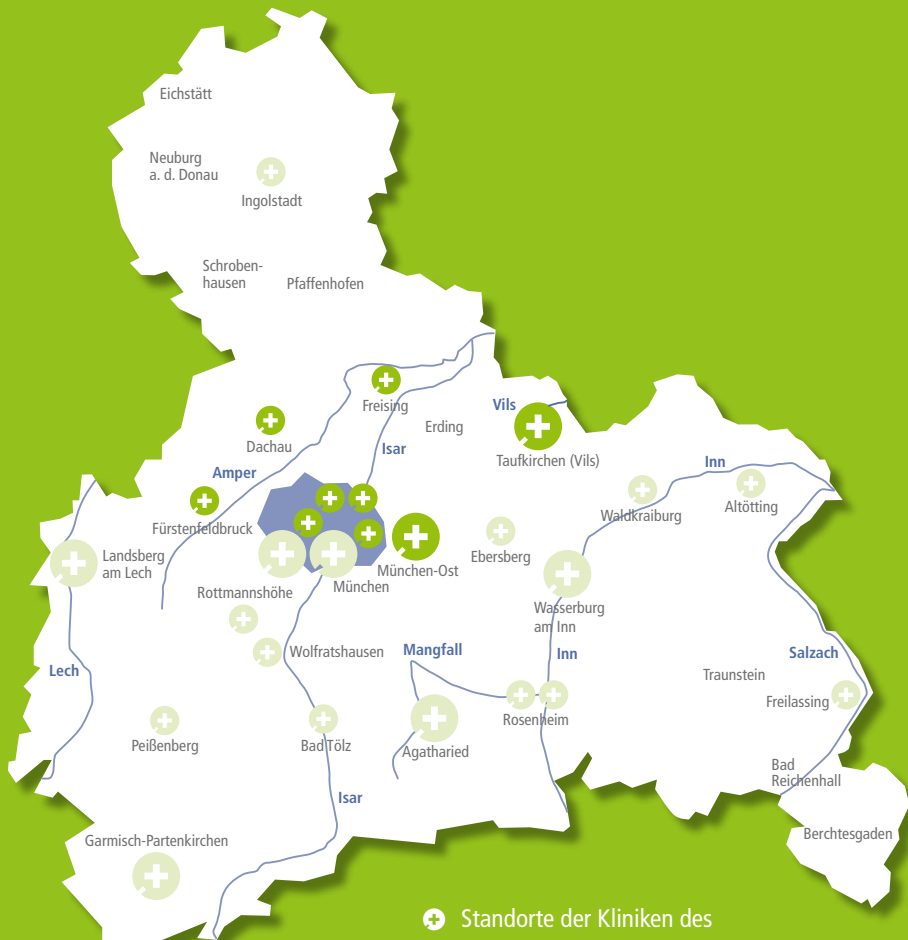 Eichstätt
Neuburg
a. d. Donau
Ingolstadt
Schroben-
hausen
Pfaffenhofen
Freising
Vils
Erding
Dachau
Isar
Taufkirchen (Vils)
Amper
Inn
Altötting
Waldkraiburg
Fürstenfeldbruck
Landsberg
am Lech
Ebersberg
München-Ost
München
Rottmannshöhe
Wasserburg
am Inn
Wolfratshausen
Mangfall
Inn
Salzach
Lech
Traunstein
Freilassing
Rosenheim
Peißenberg
Bad Tölz
Agatharied
Bad
Reichenhall
Isar
Berchtesgaden
Garmisch-Partenkirchen
Standorte der Kliniken des